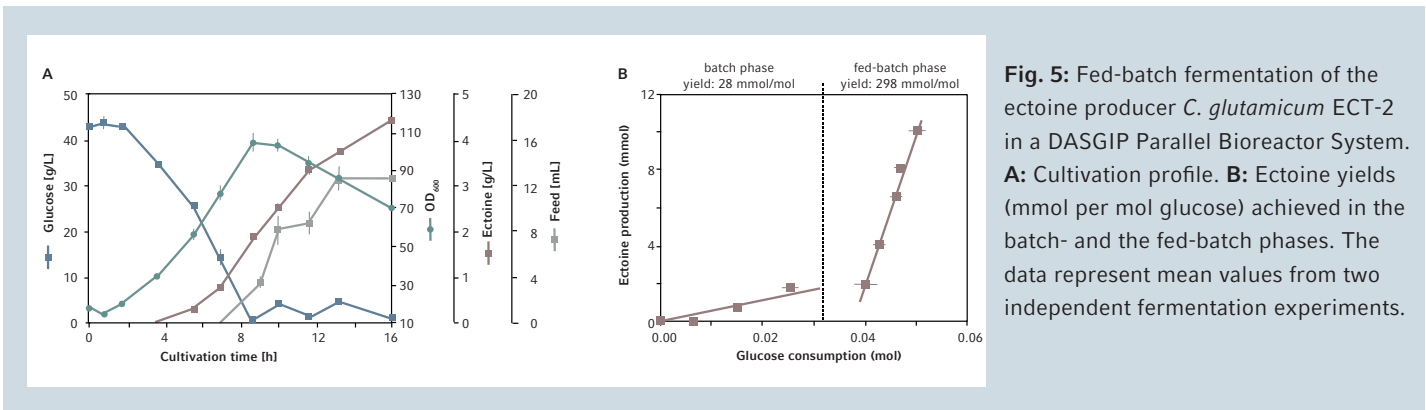 A
50
40
30
20
10
0
Glucose [g/L]
130
110
90
70
50
30
10
OD600
5
4
3
2
1
0
Ectoine [g/L]
20
16
12
8
4
0
Feed [mL]
0 4 8 12 16
Cultivation time [h]
B
batch phase
yield: 28 mmol/mol
fed-batch phase
yield: 298 mmol/mol
12
8
4
0
Ectoine production (mmol)
0.00 0.02 0.04 0.06
Glucose consumption (mol)
Fig. 5: Fed-batch fermentation of the
ectoine producer C. glutamicum ECT-2
in a DASGIP Parallel Bioreactor System.
A: Cultivation profile. B: Ectoine yields
(mmol per mol glucose) achieved in the
batch- and the fed-batch phases. The
data represent mean values from two
independent fermentation experiments.